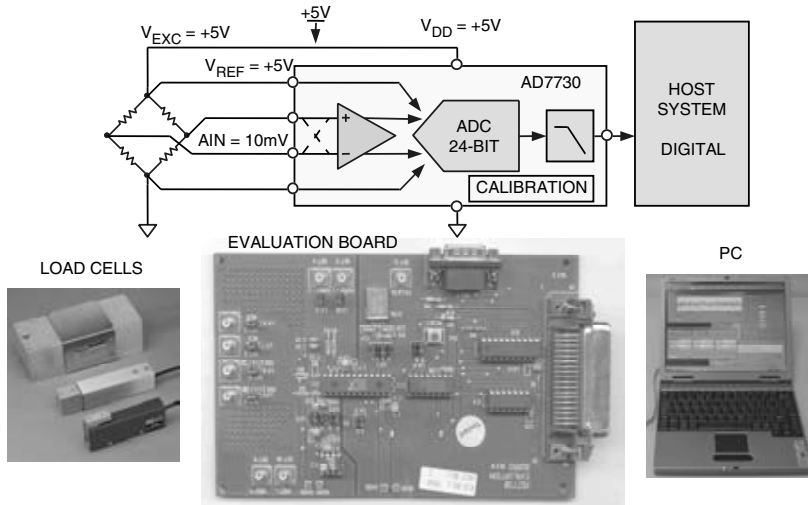 +5V
V_EXC = +5V
V_DD = +5V
V_REF = +5V
AD7730
AIN = 10mV
+
–
ADC
24-BIT
CALIBRATION
HOST
SYSTEM
DIGITAL
EVALUATION BOARD
LOAD CELLS
PC